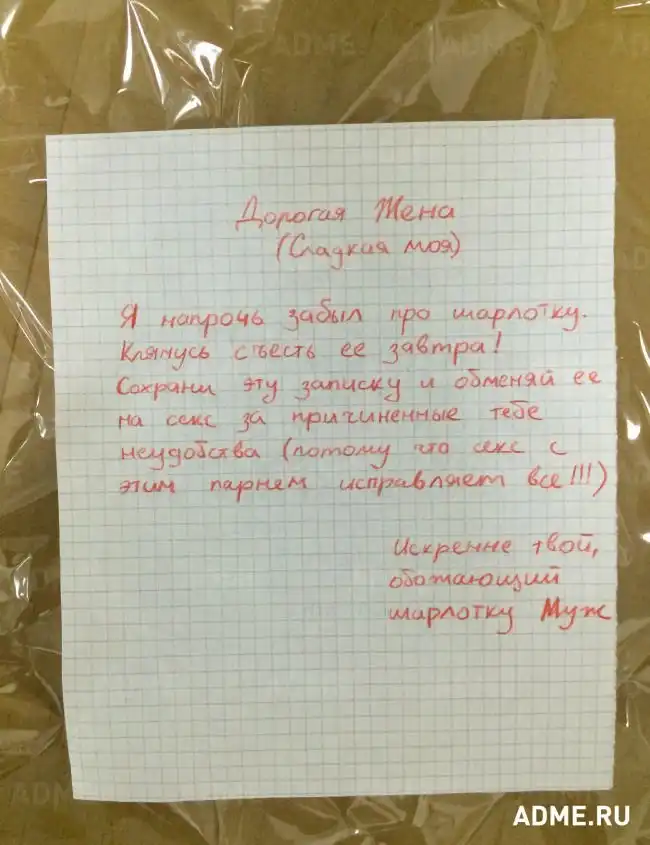 Дорогая Жена
(Сладкая моя)
Я напрочь забыл про шарлотку.
Клянусь съесть ее завтра!
Сохрани эту записку и обменяй ее
на секс за причиненные тебе
неудобства (потому что секс с
этим парнем исправляет все!!!)
Искренне твой,
обожающий
шарлотку Муж
ADME.RU